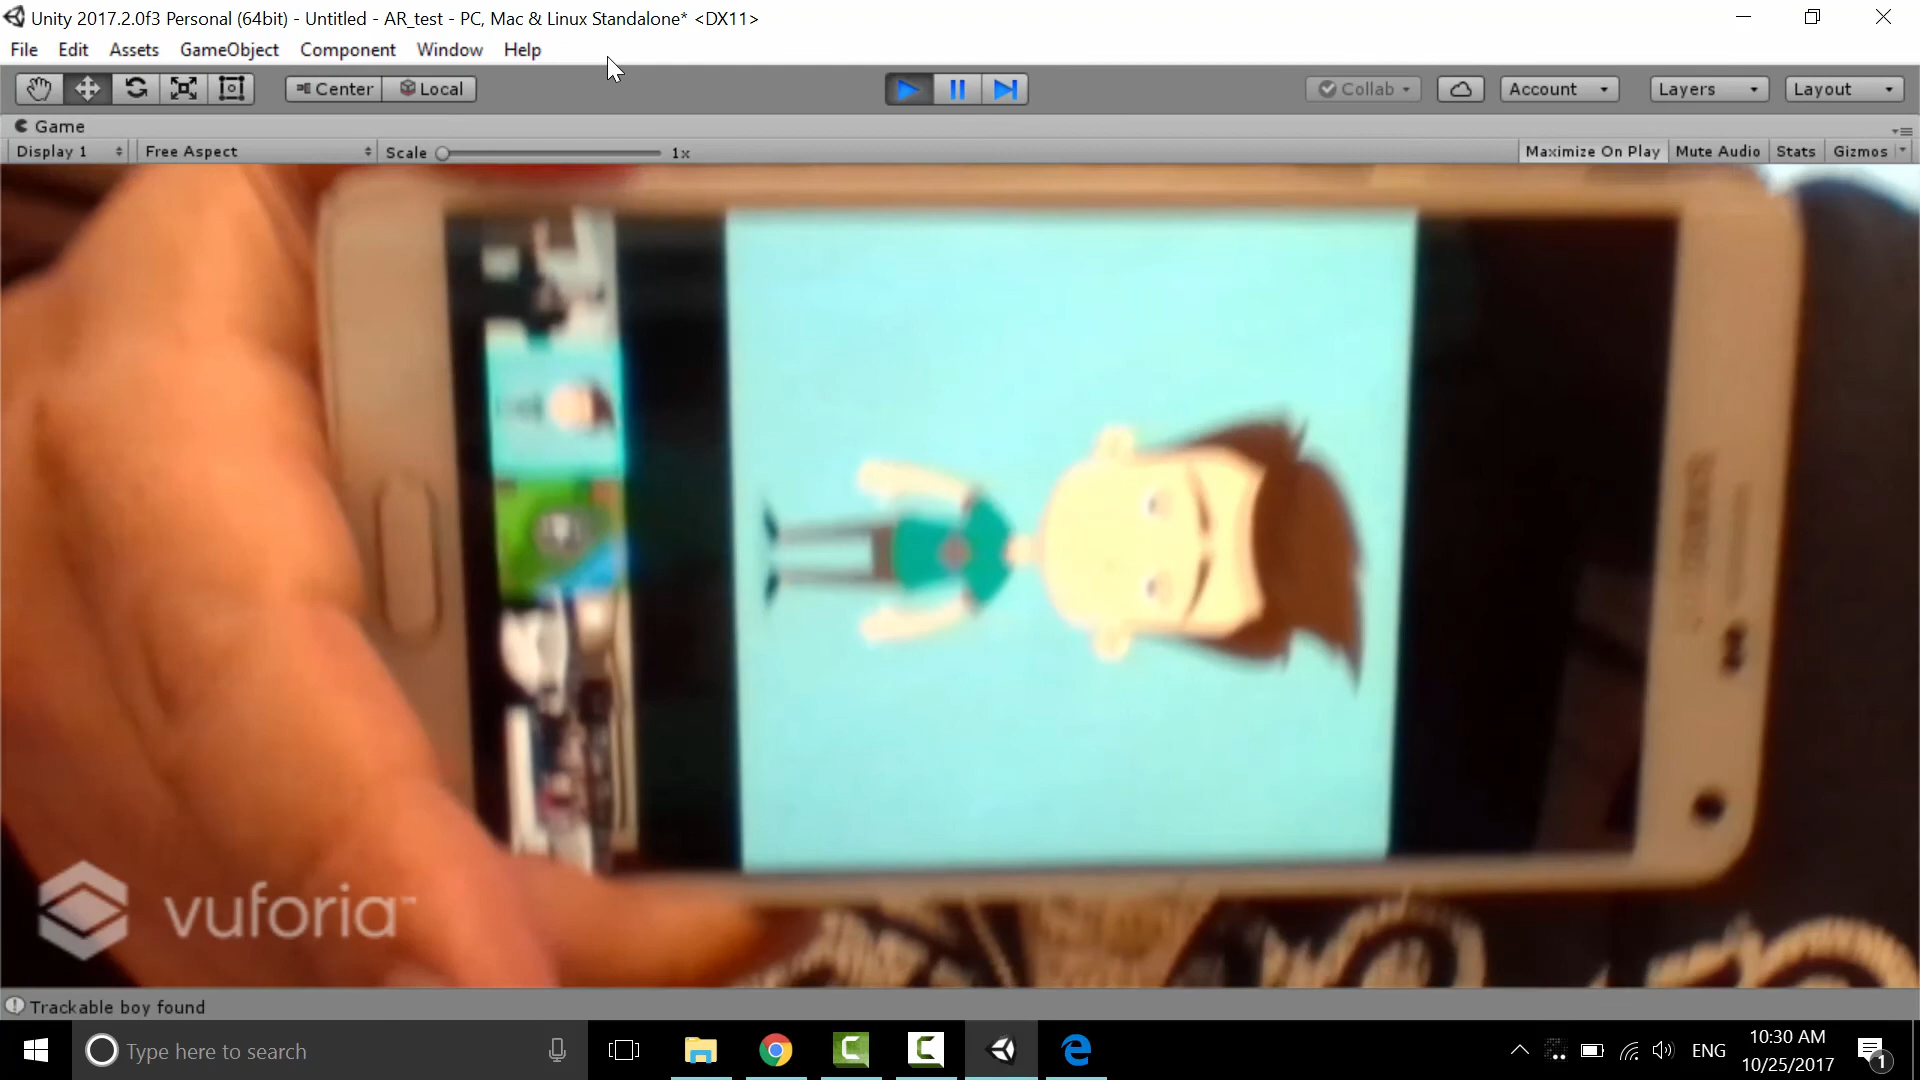 Unity 2017.2.0f3 Personal (64bit) - Untitled - AR_test - PC, Mac & Linux Standalone* <DX11>
File Edit Assets GameObject Component Window Help
Center Local Collab Account Layers Layout
Game
Display 1 Free Aspect Scale 1x Maximize On Play Mute Audio Stats Gizmos
vuforia™
Trackable boy found
Type here to search
ENG
10:30 AM
10/25/2017
1